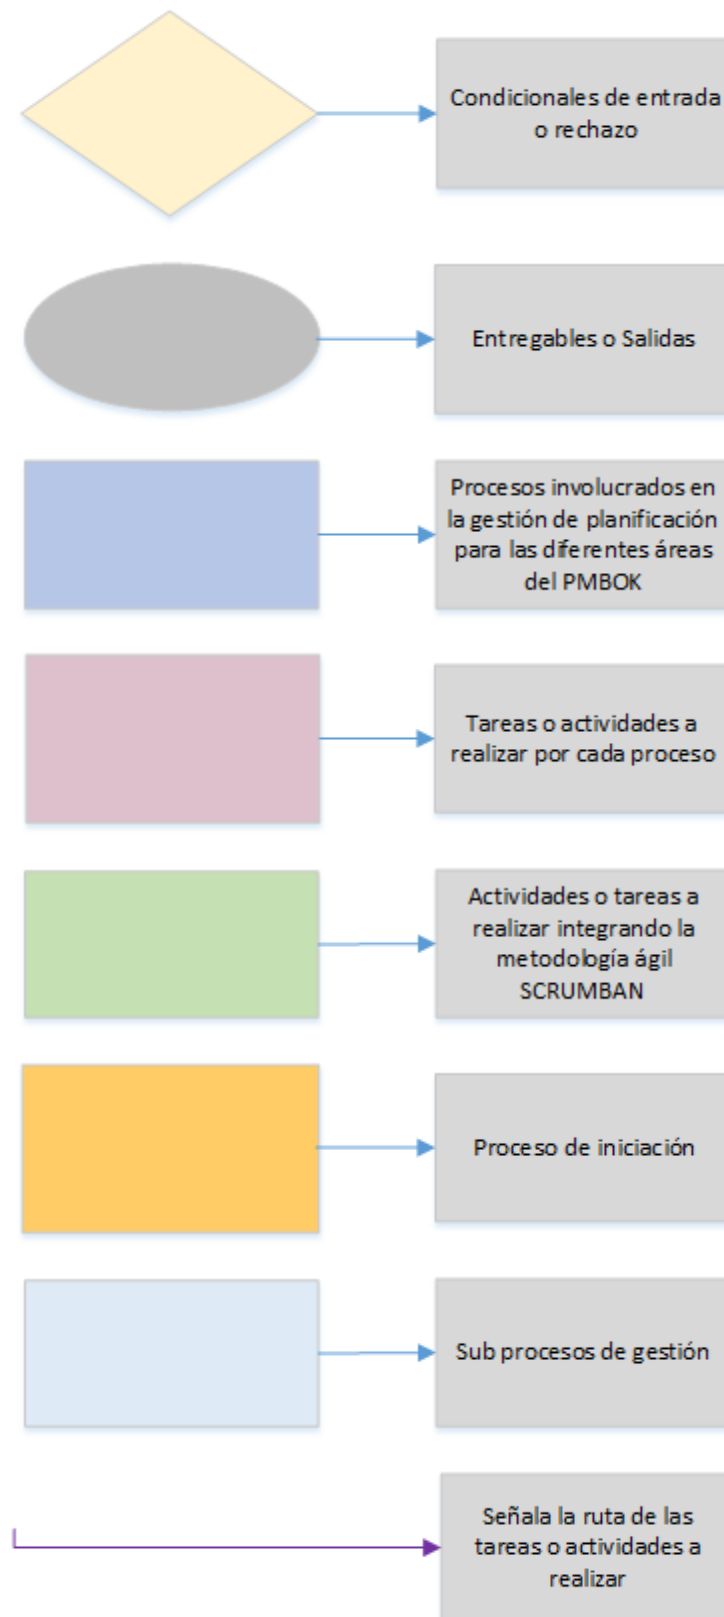 Condicionales de entrada
o rechazo
Entregables o Salidas
Procesos involucrados en
la gestión de planificación
para las diferentes áreas
del PMBOK
Tareas o actividades a
realizar por cada proceso
Actividades o tareas a
realizar integrando la
metodología ágil
SCRUMBAN
Proceso de iniciación
Sub procesos de gestión
Señala la ruta de las
tareas o actividades a
realizar